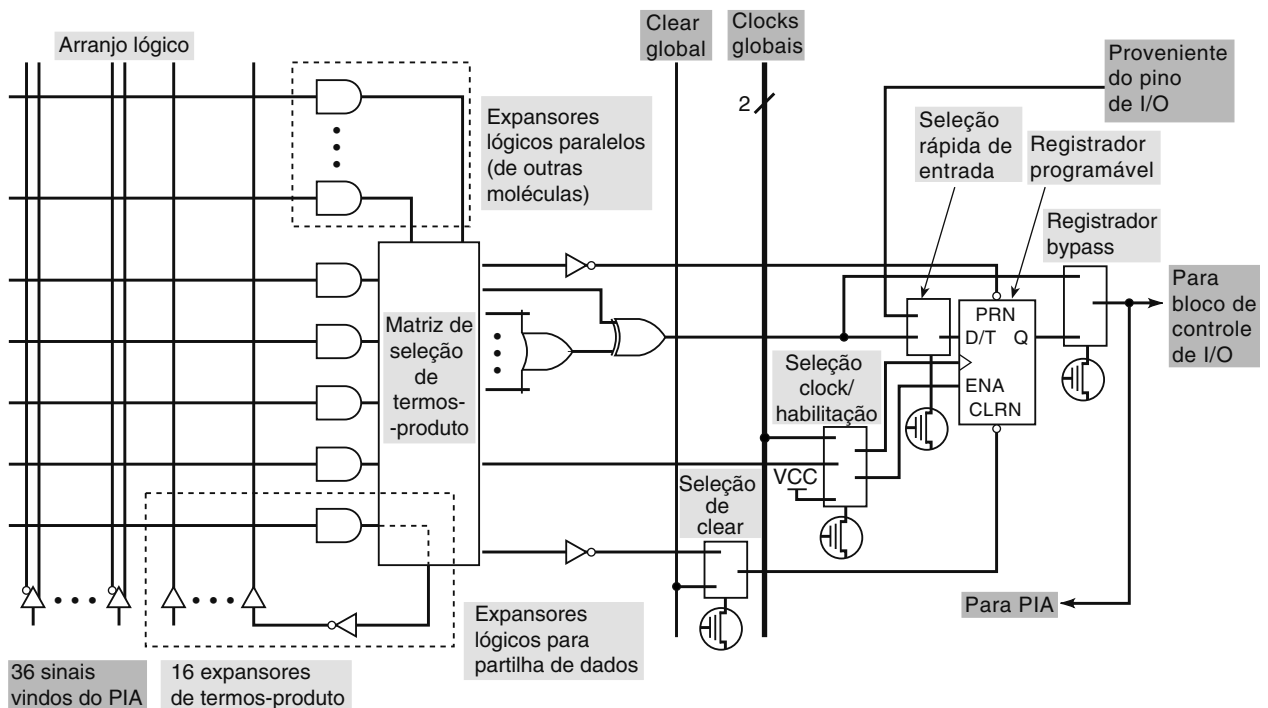 Arranjo lógico
Expansores
lógicos paralelos
(de outras
moléculas)
Clear
global
Clocks
globais
2
Proveniente
do pino
de I/O
Seleção
rápida de
entrada
Registrador
programável
Registrador
bypass
Para
bloco de
controle
de I/O
Matriz de
seleção
de
termos-
-produto
PRN
D/T Q
ENA
CLRN
Seleção
clock/
habilitação
VCC
Seleção
de
clear
Para PIA
Expansores
lógicos para
partilha de dados
36 sinais
vindos do PIA
16 expansores
de termos-produto